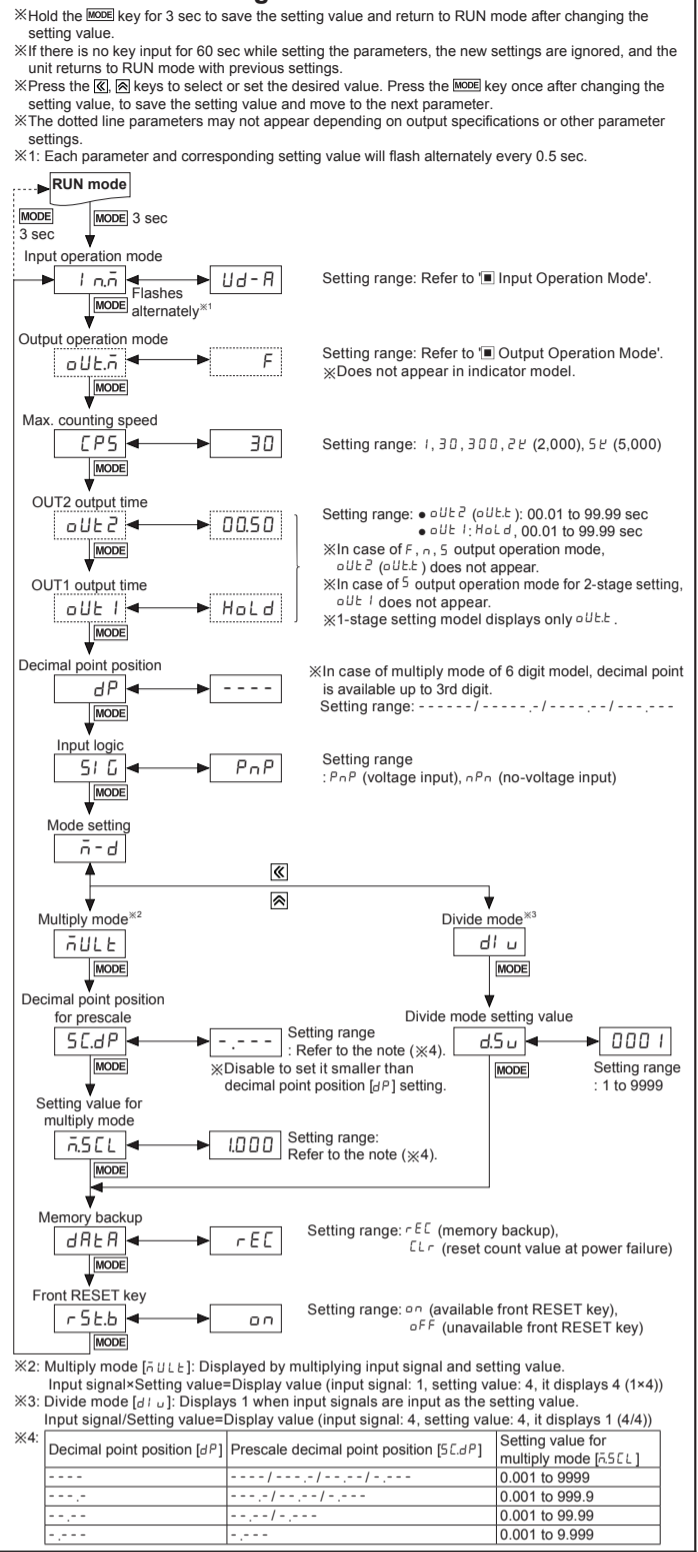 ※Hold the MODE key for 3 sec to save the setting value and return to RUN mode after changing the
setting value.
※If there is no key input for 60 sec while setting the parameters, the new settings are ignored, and the
unit returns to RUN mode with previous settings.
※Press the ≪, ︽ keys to select or set the desired value. Press the MODE key once after changing the
setting value, to save the setting value and move to the next parameter.
※The dotted line parameters may not appear depending on output specifications or other parameter
settings.
※1: Each parameter and corresponding setting value will flash alternately every 0.5 sec.
RUN mode
MODE 3 sec
MODE 3 sec
Input operation mode
In.m Ud-A Setting range: Refer to '▣ Input Operation Mode'.
MODE Flashes alternately※1
Output operation mode
oUt.m F Setting range: Refer to '▣ Output Operation Mode'.
※Does not appear in indicator model.
MODE
Max. counting speed
CPS 30 Setting range: 1, 30, 300, 2k (2,000), 5k (5,000)
MODE
OUT2 output time
oUt2 00.50 Setting range: ● oUt2 (oUt.t): 00.01 to 99.99 sec
● oUt1: HoLd, 00.01 to 99.99 sec
MODE
※In case of F, n, S output operation mode,
oUt2 (oUt.t) does not appear.
OUT1 output time
oUt1 HoLd
※In case of S output operation mode for 2-stage setting,
oUt1 does not appear.
※1-stage setting model displays only oUt.t.
MODE
Decimal point position
dP ----
※In case of multiply mode of 6 digit model, decimal point
is available up to 3rd digit.
Setting range: ------/-----.-/----.--/---.---
MODE
Input logic
SIG PnP Setting range
: PnP (voltage input), nPn (no-voltage input)
MODE
Mode setting
m-d
≪
︽
Multiply mode※2 Divide mode※3
mULt dIv
MODE MODE
Decimal point position
for prescale
Divide mode setting value
SC.dP -.--- Setting range
: Refer to the note (※4).
d.Sv 0001
MODE
※Disable to set it smaller than
decimal point position [dP] setting.
MODE Setting range
: 1 to 9999
Setting value for
multiply mode
m.SCL 1.000 Setting range:
Refer to the note (※4).
MODE
Memory backup
dAtA rEC Setting range: rEC (memory backup),
CLr (reset count value at power failure)
MODE
Front RESET key
rSt.b on Setting range: on (available front RESET key),
oFF (unavailable front RESET key)
MODE
※2: Multiply mode [mULt]: Displayed by multiplying input signal and setting value.
Input signal×Setting value=Display value (input signal: 1, setting value: 4, it displays 4 (1×4))
※3: Divide mode [dIv]: Displays 1 when input signals are input as the setting value.
Input signal/Setting value=Display value (input signal: 4, setting value: 4, it displays 1 (4/4))
※4:
Decimal point position [dP] Prescale decimal point position [SC.dP] Setting value for multiply mode [m.SCL]
---- ----/---.-/--.--/-.--- 0.001 to 9999
---.- ---.-/--.--/-.--- 0.001 to 999.9
--.-- --.--/-.--- 0.001 to 99.99
-.--- -.--- 0.001 to 9.999